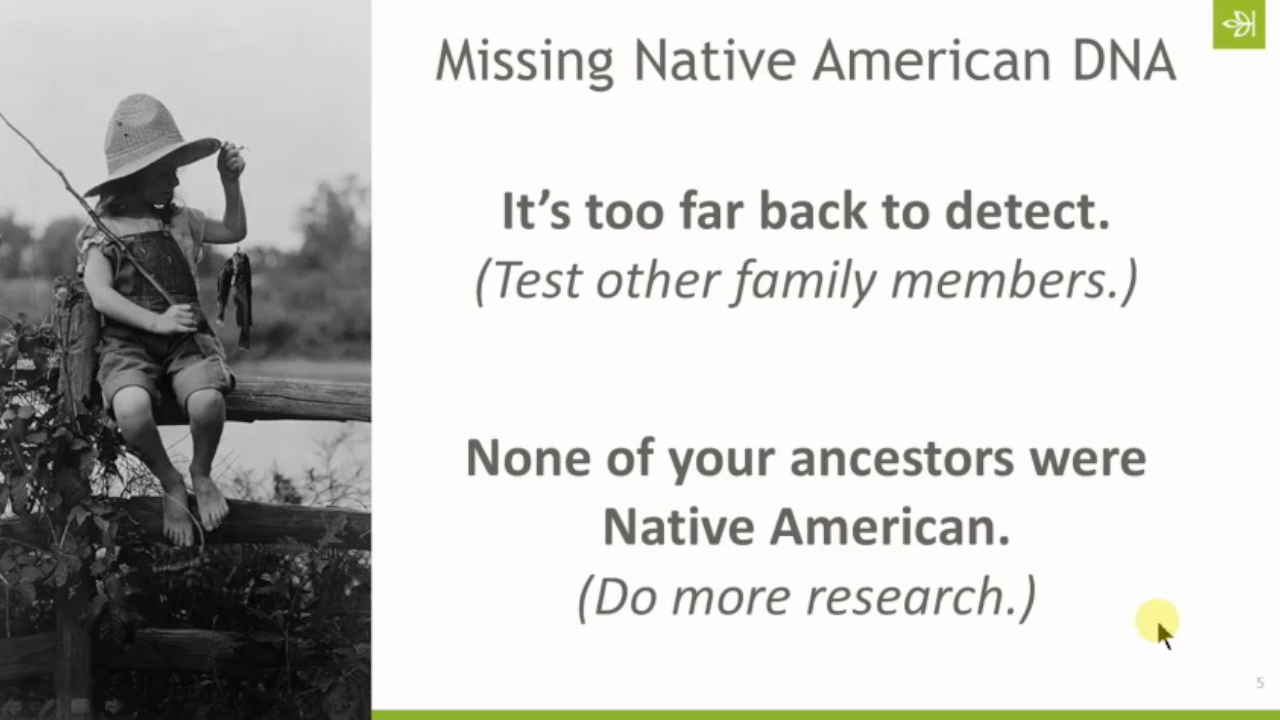 Missing Native American DNA
It’s too far back to detect.
(Test other family members.)
None of your ancestors were
Native American.
(Do more research.)
5